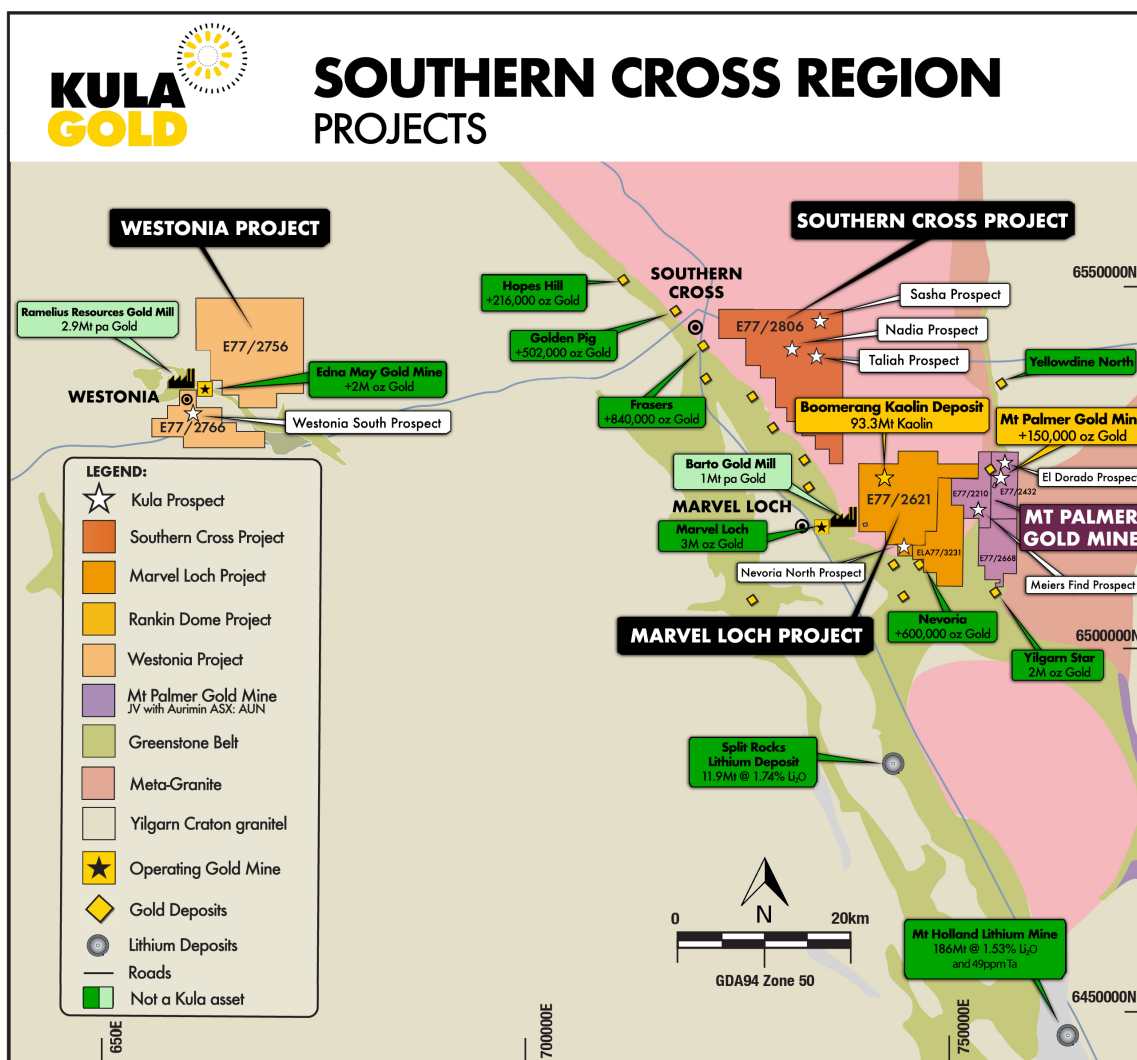 KULA
GOLD
SOUTHERN CROSS REGION
PROJECTS
WESTONIA PROJECT
SOUTHERN CROSS PROJECT
6550000N
Hopes Hill
+216,000 oz Gold
SOUTHERN
CROSS
Sasha Prospect
Ramelius Resources Gold Mill
2.9Mt pa Gold
E77/2756
E77/2806
Nadia Prospect
Golden Pig
+502,000 oz Gold
Taliah Prospect
Yellowdine North
Edna May Gold Mine
+2M oz Gold
WESTONIA
Frasers
+840,000 oz Gold
Boomerang Kaolin Deposit
93.3Mt Kaolin
Mt Palmer Gold Min
+150,000 oz Gold
Westonia South Prospect
E77/2766
Barto Gold Mill
1Mt pa Gold
El Dorado Prospect
E77/2621
E77/2210
E77/2432
MARVEL LOCH
MT PALMER
GOLD MINE
Marvel Loch
3M oz Gold
ELA77/3231
E77/2668
Nevoria North Prospect
Meiers Find Prospect
Nevoria
+600,000 oz Gold
MARVEL LOCH PROJECT
6500000N
Yilgarn Star
2M oz Gold
Split Rocks
Lithium Deposit
11.9Mt @ 1.74% Li₂O
LEGEND:
Kula Prospect
Southern Cross Project
Marvel Loch Project
Rankin Dome Project
Westonia Project
Mt Palmer Gold Mine
JV with Aurimin ASX: AUN
Greenstone Belt
Meta-Granite
Yilgarn Craton granitel
Operating Gold Mine
Gold Deposits
Lithium Deposits
Roads
Not a Kula asset
0
N
20km
GDA94 Zone 50
Mt Holland Lithium Mine
186Mt @ 1.53% Li₂O
and 49ppm Ta
6450000N
650E
700000E
750000E